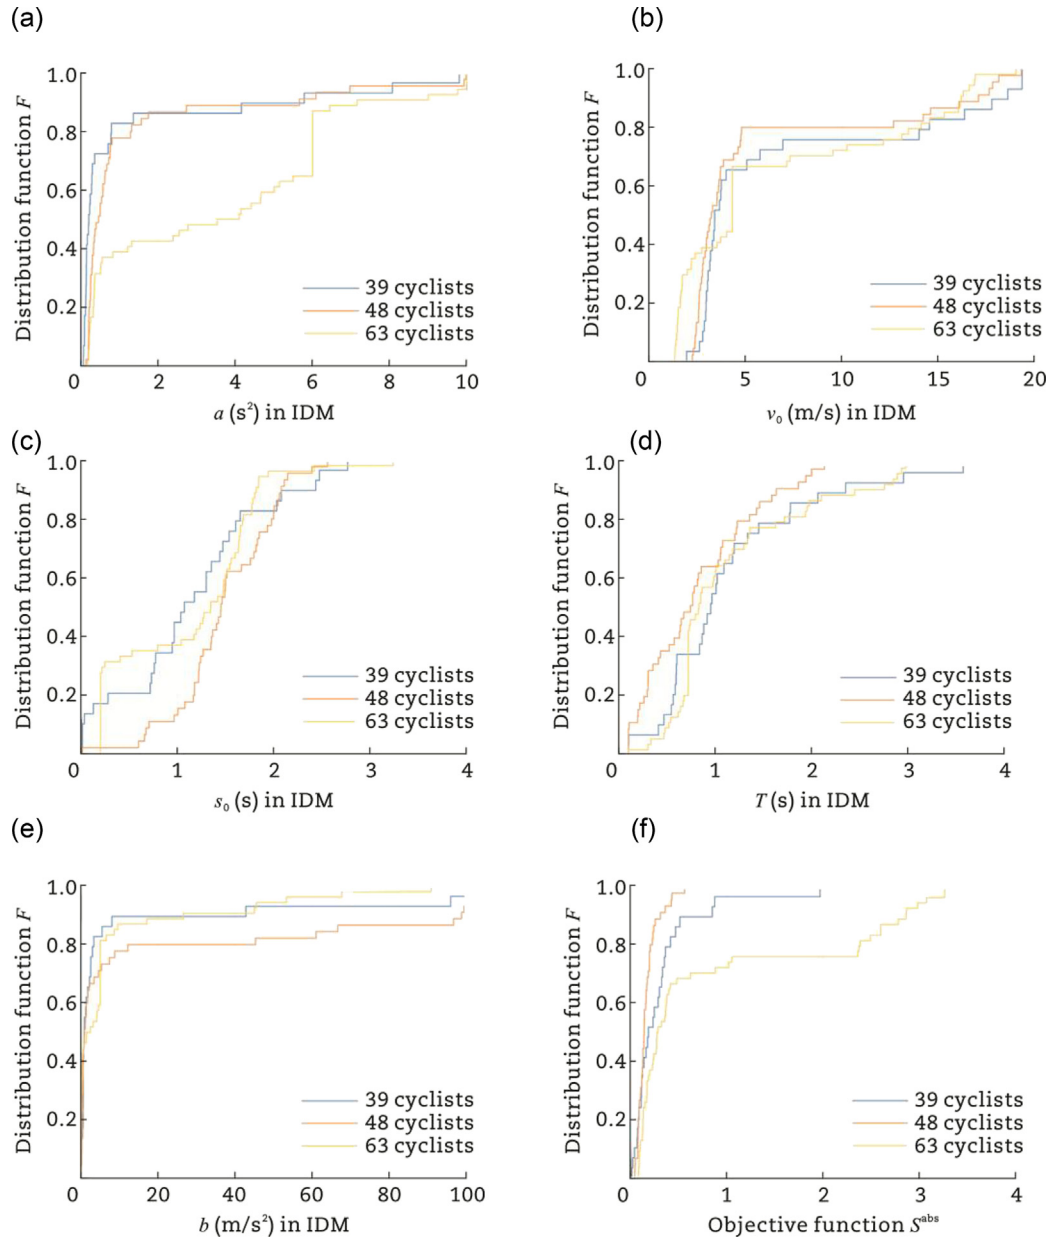 (a)
1.0
0.8
0.6
0.4
0.2
0 2 4 6 8 10
Distribution function F
a (s²) in IDM
39 cyclists
48 cyclists
63 cyclists
(b)
1.0
0.8
0.6
0.4
0.2
0 5 10 15 20
Distribution function F
v₀ (m/s) in IDM
39 cyclists
48 cyclists
63 cyclists
(c)
1.0
0.8
0.6
0.4
0.2
0 1 2 3 4
Distribution function F
s₀ (s) in IDM
39 cyclists
48 cyclists
63 cyclists
(d)
1.0
0.8
0.6
0.4
0.2
0 1 2 3 4
Distribution function F
T (s) in IDM
39 cyclists
48 cyclists
63 cyclists
(e)
1.0
0.8
0.6
0.4
0.2
0 20 40 60 80 100
Distribution function F
b (m/s²) in IDM
39 cyclists
48 cyclists
63 cyclists
(f)
1.0
0.8
0.6
0.4
0.2
0 1 2 3 4
Distribution function F
Objective function Sᵃᵇˢ
39 cyclists
48 cyclists
63 cyclists